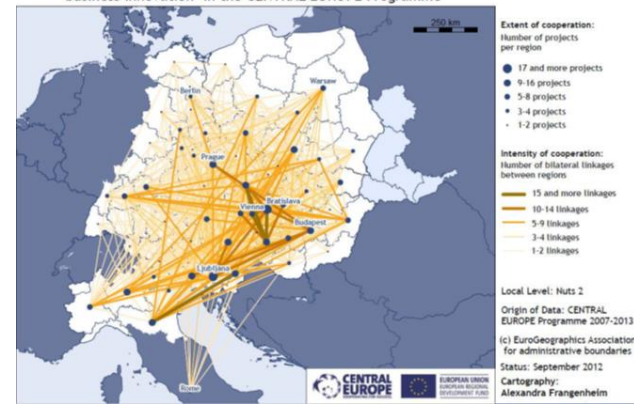 business innovation" in the CENTRAL EUROPE Programme
250 km
Warsaw
Berlin
Prague
Bratislava
Vienna
Budapest
Ljubljana
Rome
CENTRAL
EUROPE
EUROPEAN UNION
EUROPEAN REGIONAL
DEVELOPMENT FUND
Extent of cooperation:
Number of projects
per region
17 and more projects
9-16 projects
5-8 projects
3-4 projects
1-2 projects
Intensity of cooperation:
Number of bilateral linkages
between regions
15 and more linkages
10-14 linkages
5-9 linkages
3-4 linkages
1-2 linkages
Local Level: Nuts 2
Origin of Data: CENTRAL
EUROPE Programme 2007-2013
(c) EuroGeographics Association
for administrative boundaries
Status: September 2012
Cartography:
Alexandra Frangenheim